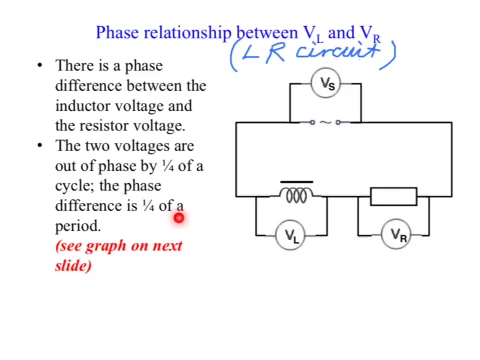 Phase relationship between VL and VR
(LR circuit)
• There is a phase
difference between the
inductor voltage and
the resistor voltage.
• The two voltages are
out of phase by ¼ of a
cycle; the phase
difference is ¼ of a
period.
(see graph on next
slide)
VS
VL
VR